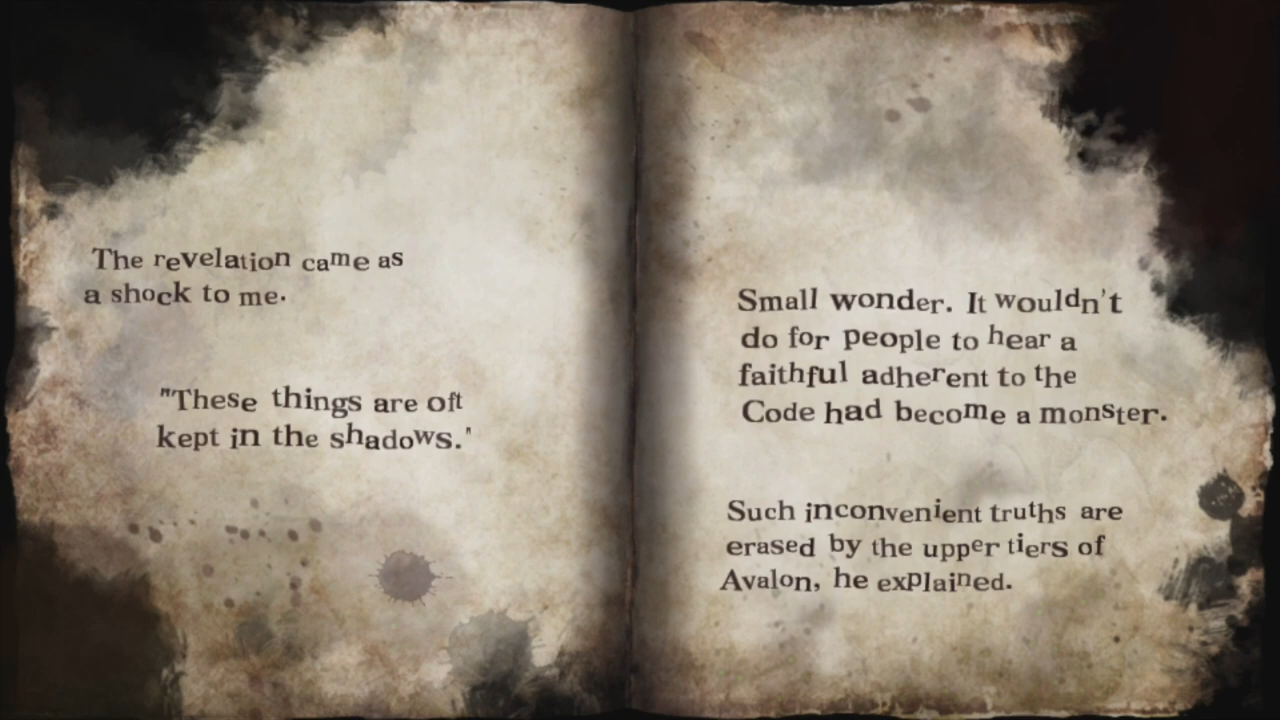 The revelation came as
a shock to me.
"These things are oft
kept in the shadows."
Small wonder. It wouldn't
do for people to hear a
faithful adherent to the
Code had become a monster.
Such inconvenient truths are
erased by the upper tiers of
Avalon, he explained.